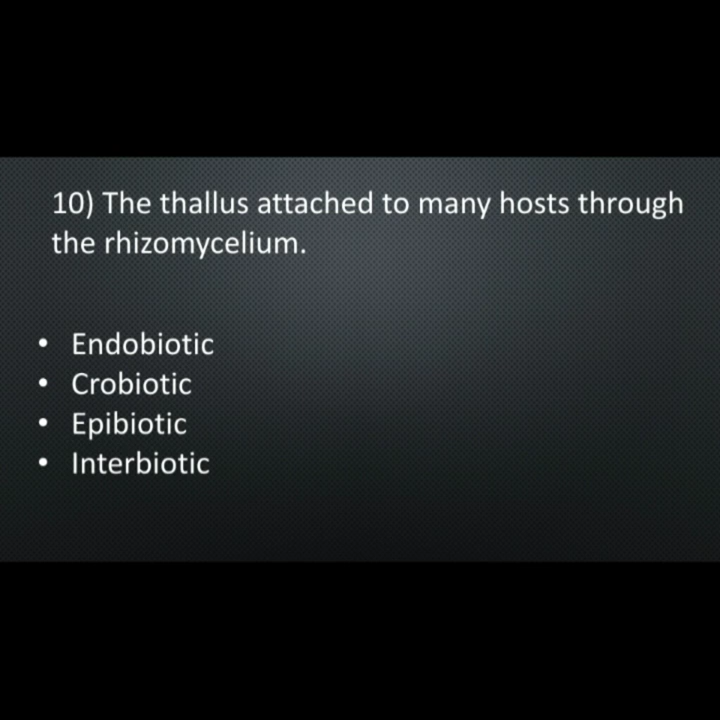 10) The thallus attached to many hosts through
the rhizomycelium.
• Endobiotic
• Crobiotic
• Epibiotic
• Interbiotic